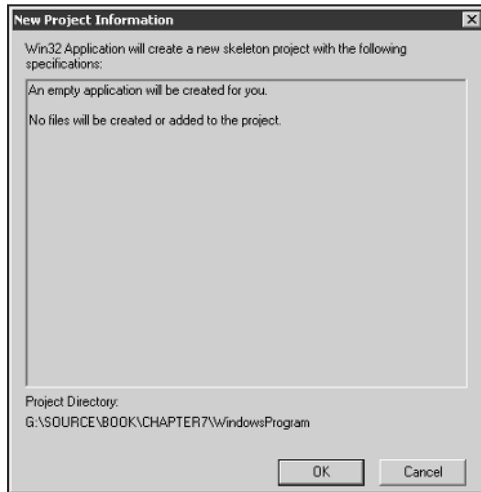 New Project Information
Win32 Application will create a new skeleton project with the following
specifications:
An empty application will be created for you.
No files will be created or added to the project.
Project Directory:
G:\SOURCE\BOOK\CHAPTER7\WindowsProgram
OK
Cancel